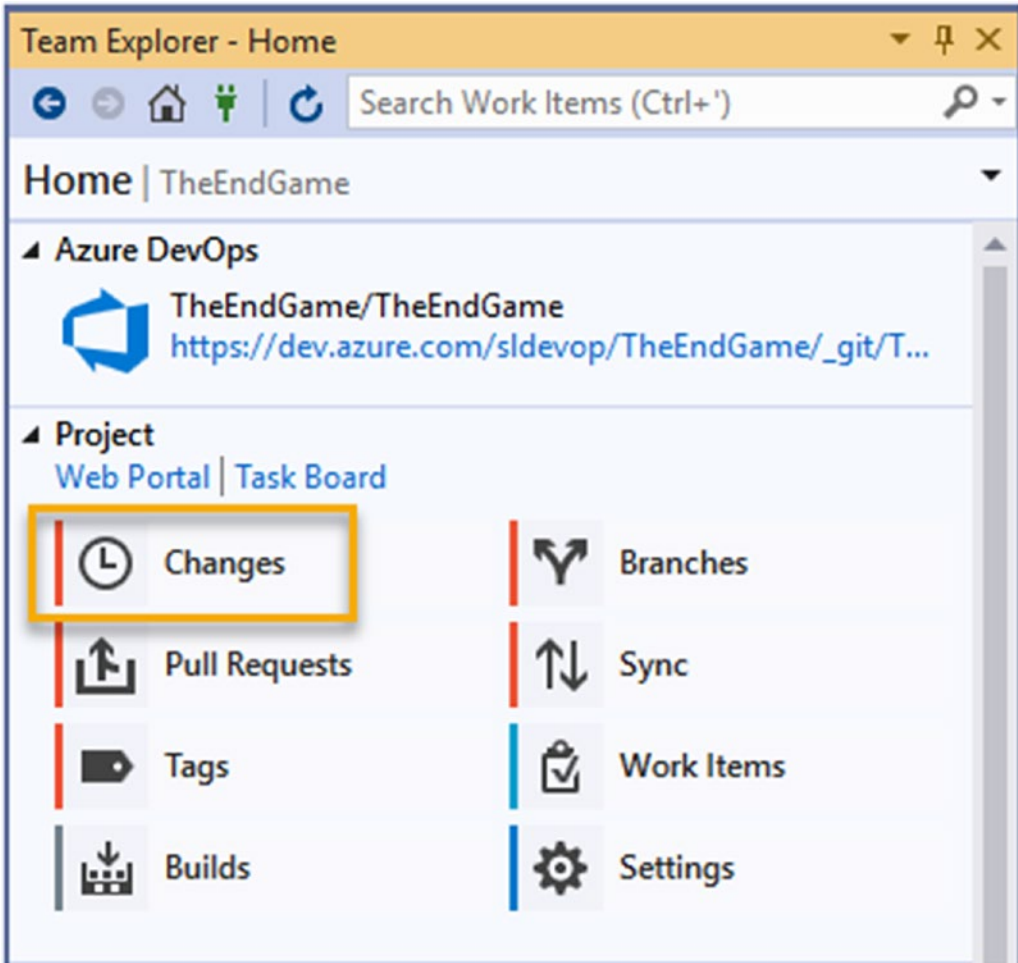 Team Explorer - Home
Search Work Items (Ctrl+')
Home | TheEndGame
Azure DevOps
TheEndGame/TheEndGame
https://dev.azure.com/sldevop/TheEndGame/_git/T...
Project
Web Portal | Task Board
Changes Branches
Pull Requests Sync
Tags Work Items
Builds Settings